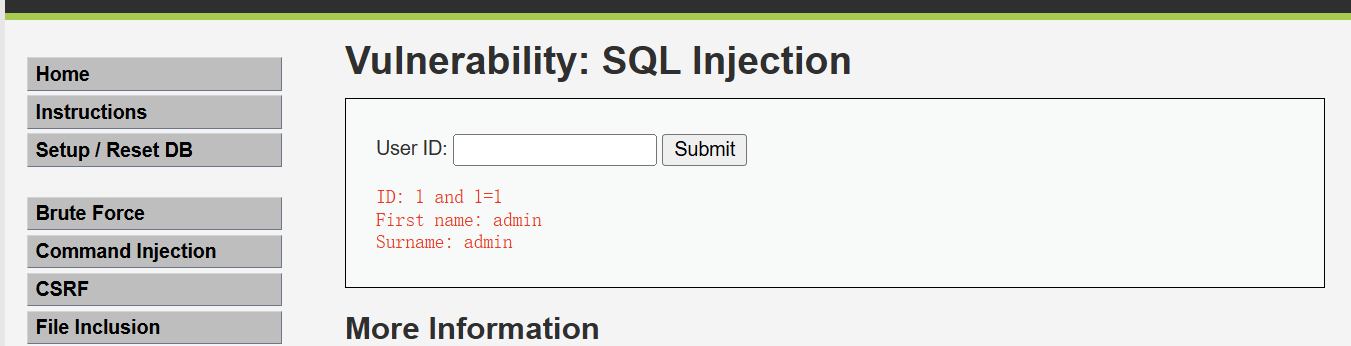 Home
Instructions
Setup / Reset DB
Brute Force
Command Injection
CSRF
File Inclusion
Vulnerability: SQL Injection
User ID:
Submit
ID: 1 and 1=1
First name: admin
Surname: admin
More Information